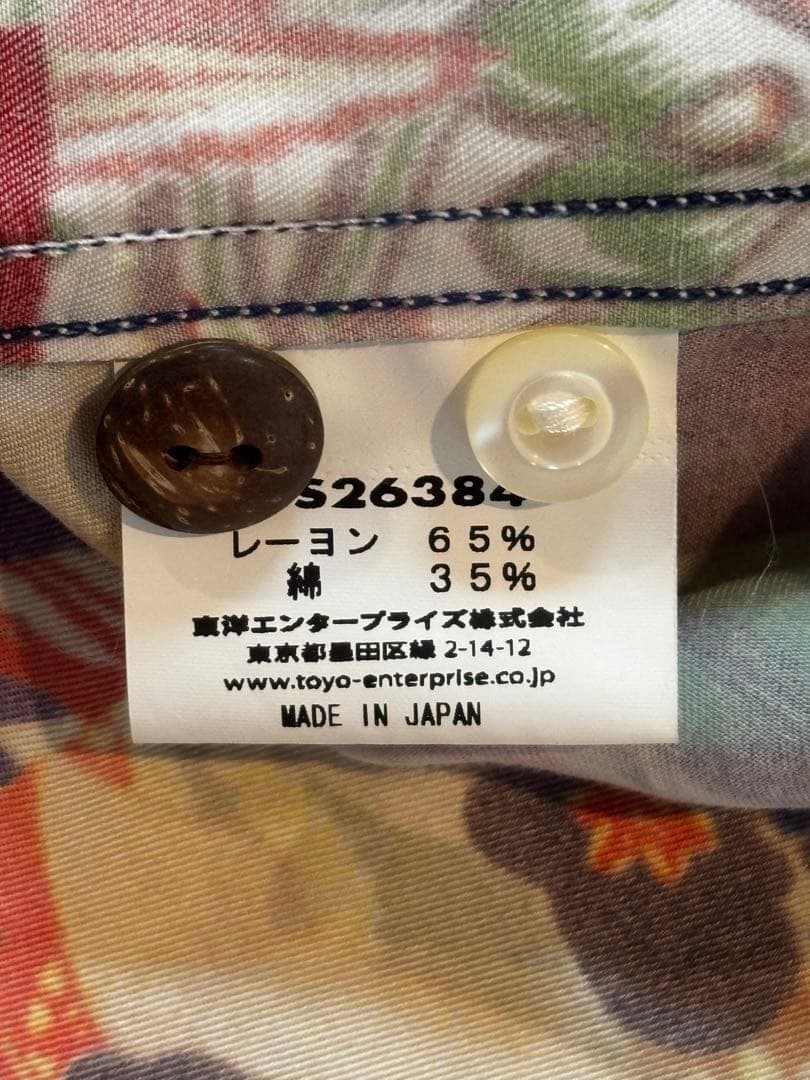 S26384
レーヨン 65%
綿 35%
東洋エンタープライズ株式会社
東京都墨田区緑 2-14-12
www.toyo-enterprise.co.jp
MADE IN JAPAN